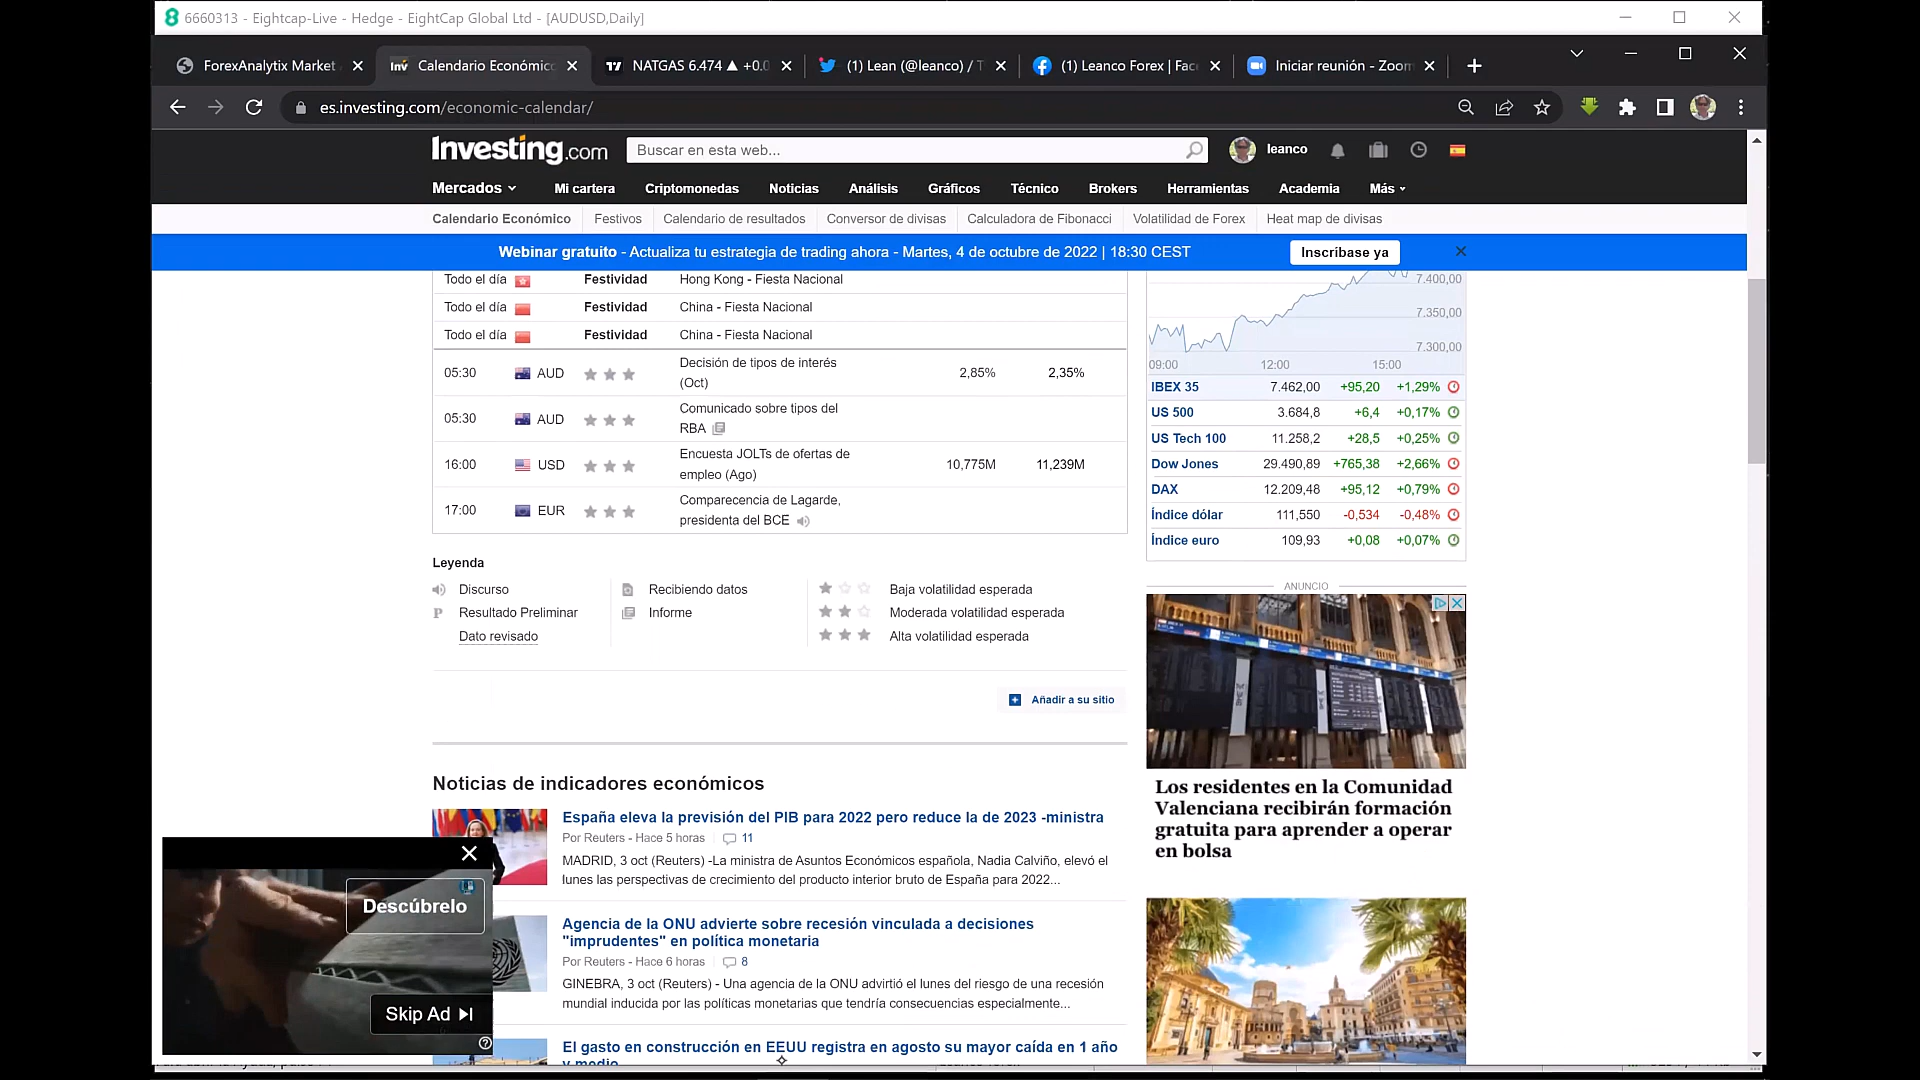 6660313 - Eightcap-Live - Hedge - EightCap Global Ltd - [AUDUSD,Daily]
ForexAnalytix Market
Inv Calendario Económic
NATGAS 6.474 ▲ +0.0
(1) Lean (@leanco) / T
(1) Leanco Forex | Fac
Iniciar reunión - Zoom
es.investing.com/economic-calendar/
Investing.com
Buscar en esta web...
leanco
Mercados
Mi cartera
Criptomonedas
Noticias
Análisis
Gráficos
Técnico
Brokers
Herramientas
Academia
Más
Calendario Económico
Festivos
Calendario de resultados
Conversor de divisas
Calculadora de Fibonacci
Volatilidad de Forex
Heat map de divisas
Webinar gratuito - Actualiza tu estrategia de trading ahora - Martes, 4 de octubre de 2022 | 18:30 CEST
Inscríbase ya
Todo el día Festividad Hong Kong - Fiesta Nacional
Todo el día Festividad China - Fiesta Nacional
Todo el día Festividad China - Fiesta Nacional
05:30 AUD Decisión de tipos de interés (Oct) 2,85% 2,35%
05:30 AUD Comunicado sobre tipos del RBA
16:00 USD Encuesta JOLTs de ofertas de empleo (Ago) 10,775M 11,239M
17:00 EUR Comparecencia de Lagarde, presidenta del BCE
Leyenda
Discurso
Resultado Preliminar
Dato revisado
Recibiendo datos
Informe
Baja volatilidad esperada
Moderada volatilidad esperada
Alta volatilidad esperada
Añadir a su sitio
7.400,00
7.350,00
7.300,00
09:00 12:00 15:00
IBEX 35 7.462,00 +95,20 +1,29%
US 500 3.684,8 +6,4 +0,17%
US Tech 100 11.258,2 +28,5 +0,25%
Dow Jones 29.490,89 +765,38 +2,66%
DAX 12.209,48 +95,12 +0,79%
Índice dólar 111,550 -0,534 -0,48%
Índice euro 109,93 +0,08 +0,07%
ANUNCIO
Los residentes en la Comunidad
Valenciana recibirán formación
gratuita para aprender a operar
en bolsa
Noticias de indicadores económicos
España eleva la previsión del PIB para 2022 pero reduce la de 2023 -ministra
Por Reuters - Hace 5 horas 11
MADRID, 3 oct (Reuters) -La ministra de Asuntos Económicos española, Nadia Calviño, elevó el
lunes las perspectivas de crecimiento del producto interior bruto de España para 2022...
Agencia de la ONU advierte sobre recesión vinculada a decisiones
"imprudentes" en política monetaria
Por Reuters - Hace 6 horas 8
GINEBRA, 3 oct (Reuters) - Una agencia de la ONU advirtió el lunes del riesgo de una recesión
mundial inducida por las políticas monetarias que tendría consecuencias especialmente...
El gasto en construcción en EEUU registra en agosto su mayor caída en 1 año
y medio
Descúbrelo
Skip Ad